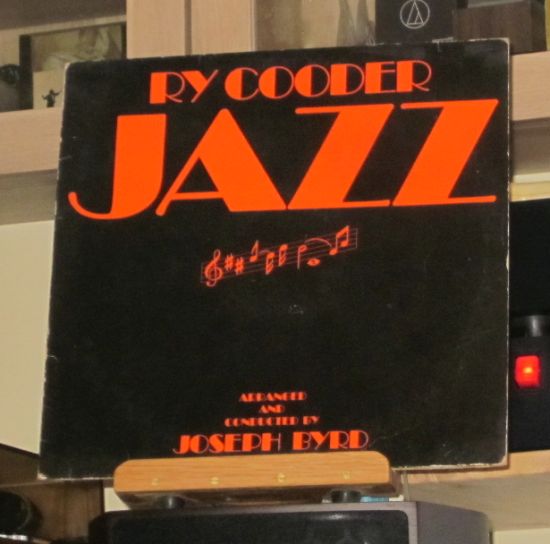 RY COODER
JAZZ
ARRANGED
AND
CONDUCTED BY
JOSEPH BYRD